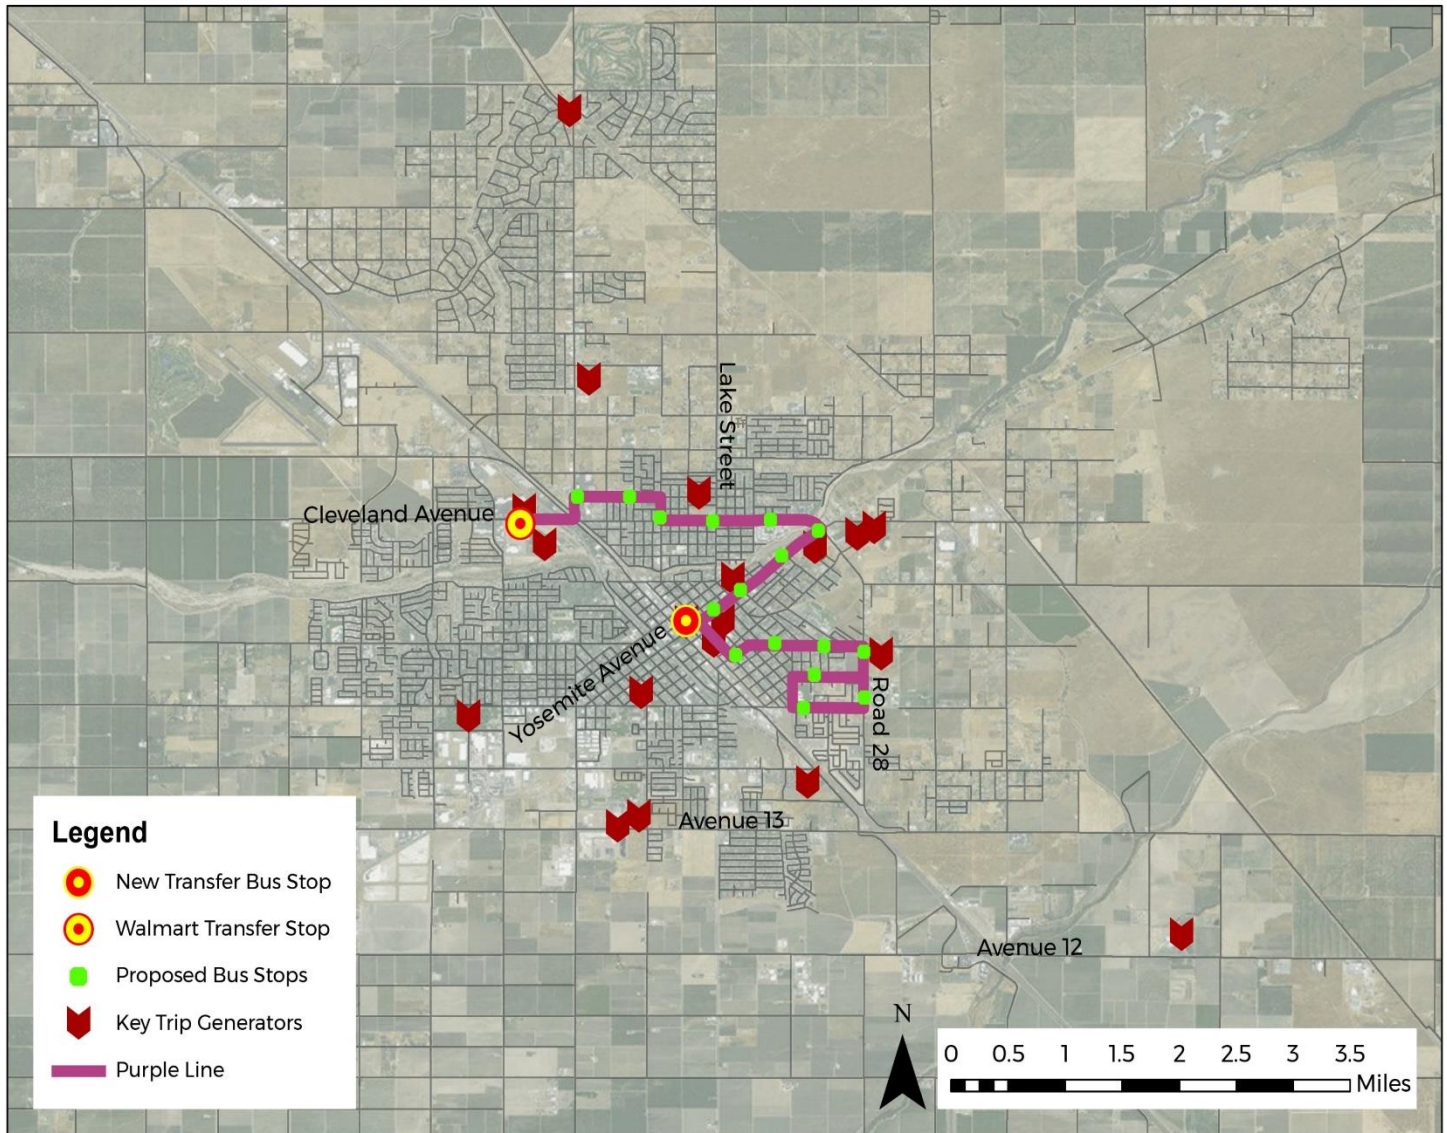 Lake Street
Cleveland Avenue
Yosemite Avenue
Road 28
Avenue 13
Avenue 12
Legend
New Transfer Bus Stop
Walmart Transfer Stop
Proposed Bus Stops
Key Trip Generators
Purple Line
N
0 0.5 1 1.5 2 2.5 3 3.5
Miles